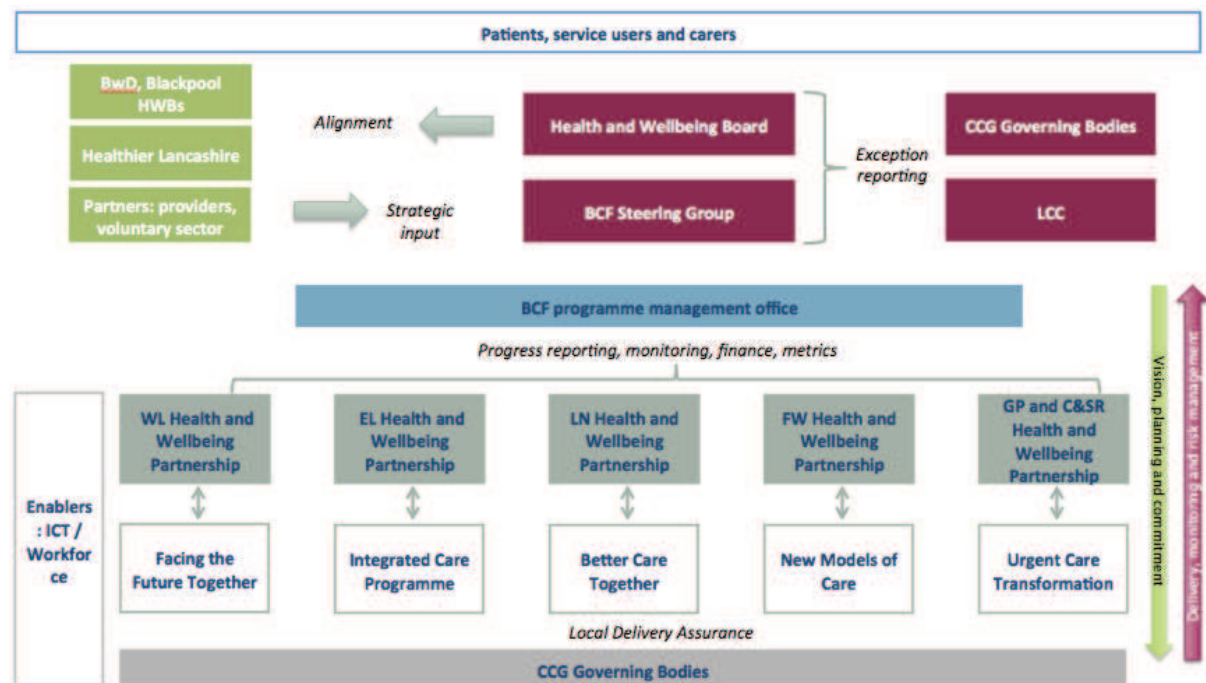 Patients, service users and carers
BwD, Blackpool
HWBs
Healthier Lancashire
Partners: providers,
voluntary sector
Alignment
Strategic
input
Health and Wellbeing Board
BCF Steering Group
Exception
reporting
CCG Governing Bodies
LCC
BCF programme management office
Progress reporting, monitoring, finance, metrics
WL Health and
Wellbeing
Partnership
EL Health and
Wellbeing
Partnership
LN Health and
Wellbeing
Partnership
FW Health and
Wellbeing
Partnership
GP and C&SR
Health and
Wellbeing
Partnership
Enablers
: ICT /
Workfor
ce
Facing the
Future Together
Integrated Care
Programme
Better Care
Together
New Models of
Care
Urgent Care
Transformation
Local Delivery Assurance
CCG Governing Bodies
Vision, planning and commitment
Delivery, monitoring and risk management